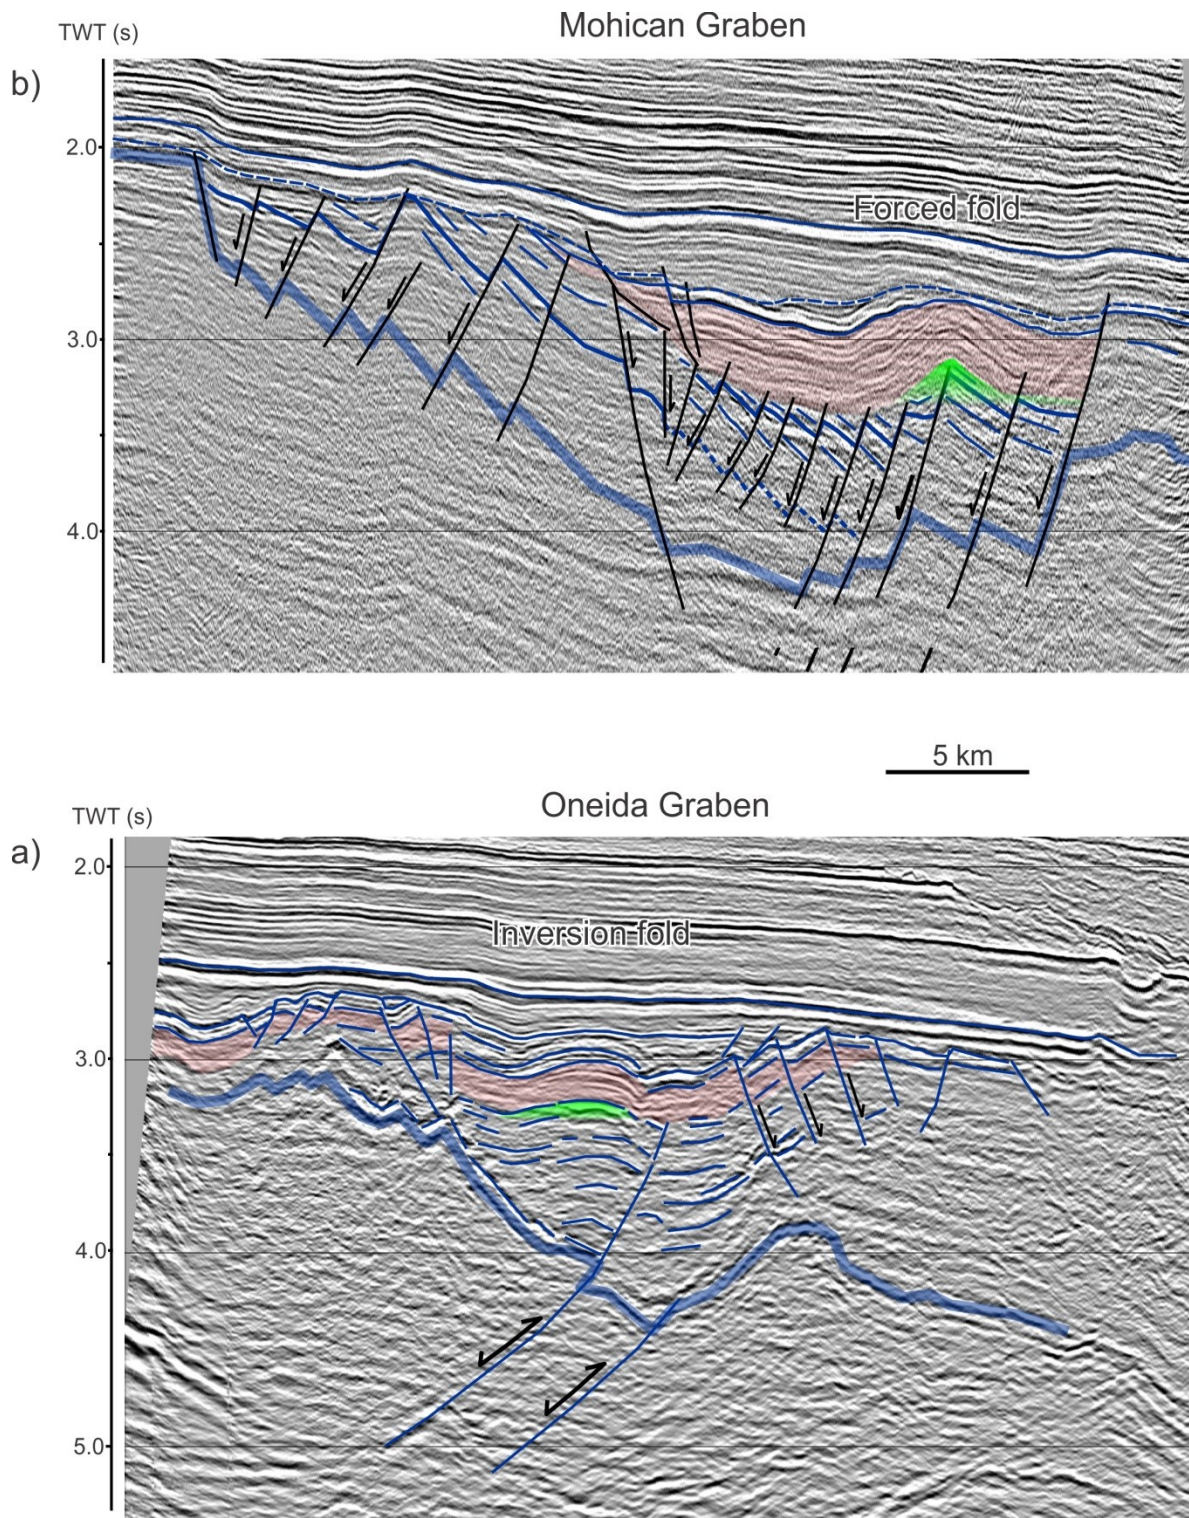 Mohican Graben
TWT (s)
b)
2.0
Forced fold
3.0
4.0
5 km
Oneida Graben
TWT (s)
a)
2.0
Inversion fold
3.0
4.0
5.0